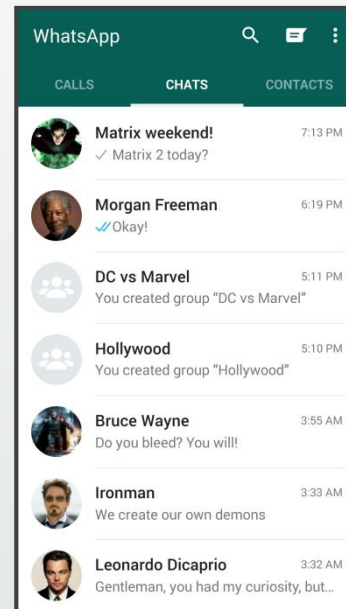 WhatsApp
CALLS CHATS CONTACTS
Matrix weekend! 7:13 PM
Matrix 2 today?
Morgan Freeman 6:19 PM
Okay!
DC vs Marvel 5:11 PM
You created group “DC vs Marvel”
Hollywood 5:10 PM
You created group “Hollywood”
Bruce Wayne 3:55 AM
Do you bleed? You will!
Ironman 3:33 AM
We create our own demons
Leonardo Dicaprio 3:32 AM
Gentleman, you had my curiosity, but...